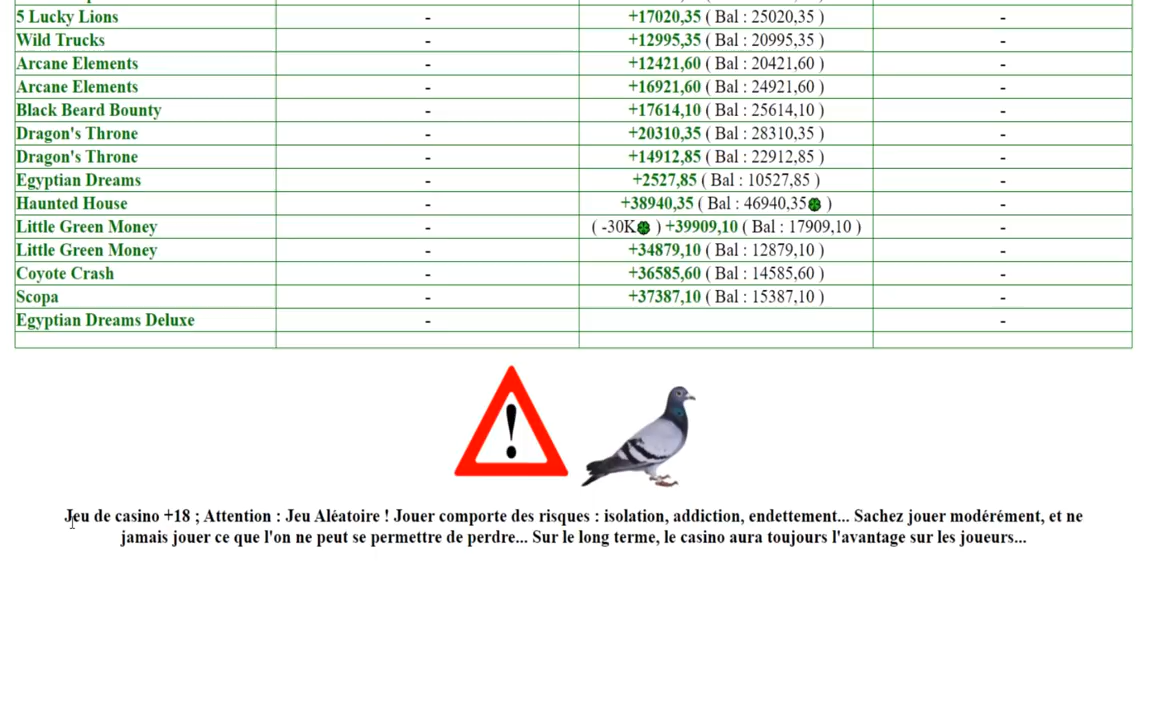 5 Lucky Lions - +17020,35 ( Bal : 25020,35 ) -
Wild Trucks - +12995,35 ( Bal : 20995,35 ) -
Arcane Elements - +12421,60 ( Bal : 20421,60 ) -
Arcane Elements - +16921,60 ( Bal : 24921,60 ) -
Black Beard Bounty - +17614,10 ( Bal : 25614,10 ) -
Dragon's Throne - +20310,35 ( Bal : 28310,35 ) -
Dragon's Throne - +14912,85 ( Bal : 22912,85 ) -
Egyptian Dreams - +2527,85 ( Bal : 10527,85 ) -
Haunted House - +38940,35 ( Bal : 46940,35 ) -
Little Green Money - ( -30K ) +39909,10 ( Bal : 17909,10 ) -
Little Green Money - +34879,10 ( Bal : 12879,10 ) -
Coyote Crash - +36585,60 ( Bal : 14585,60 ) -
Scopa - +37387,10 ( Bal : 15387,10 ) -
Egyptian Dreams Deluxe - -
!
Jeu de casino +18 ; Attention : Jeu Aléatoire ! Jouer comporte des risques : isolation, addiction, endettement... Sachez jouer modérément, et ne
jamais jouer ce que l'on ne peut se permettre de perdre... Sur le long terme, le casino aura toujours l'avantage sur les joueurs...